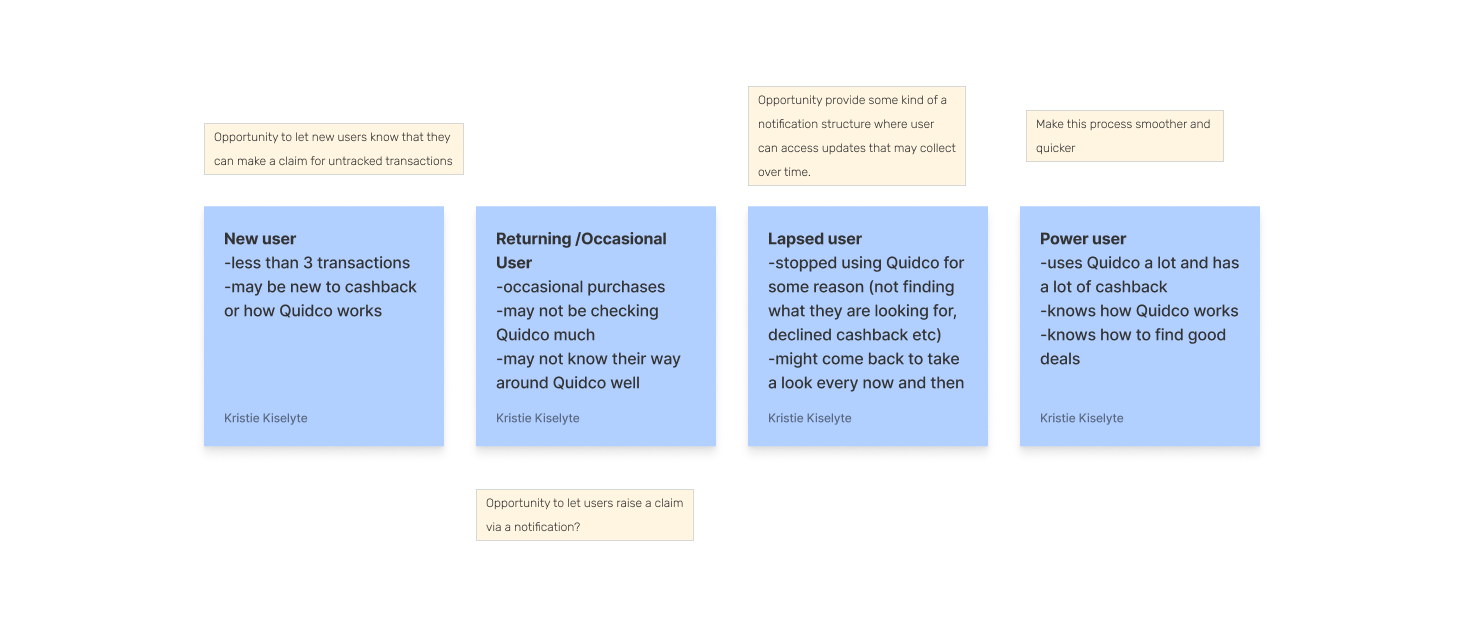 Opportunity to let new users know that they
can make a claim for untracked transactions
Opportunity provide some kind of a
notification structure where user
can access updates that may collect
over time.
Make this process smoother and
quicker
New user
-less than 3 transactions
-may be new to cashback
or how Quidco works
Kristie Kiselyte
Returning /Occasional
User
-occasional purchases
-may not be checking
Quidco much
-may not know their way
around Quidco well
Kristie Kiselyte
Lapsed user
-stopped using Quidco for
some reason (not finding
what they are looking for,
declined cashback etc)
-might come back to take
a look every now and then
Kristie Kiselyte
Power user
-uses Quidco a lot and has
a lot of cashback
-knows how Quidco works
-knows how to find good
deals
Kristie Kiselyte
Opportunity to let users raise a claim
via a notification?